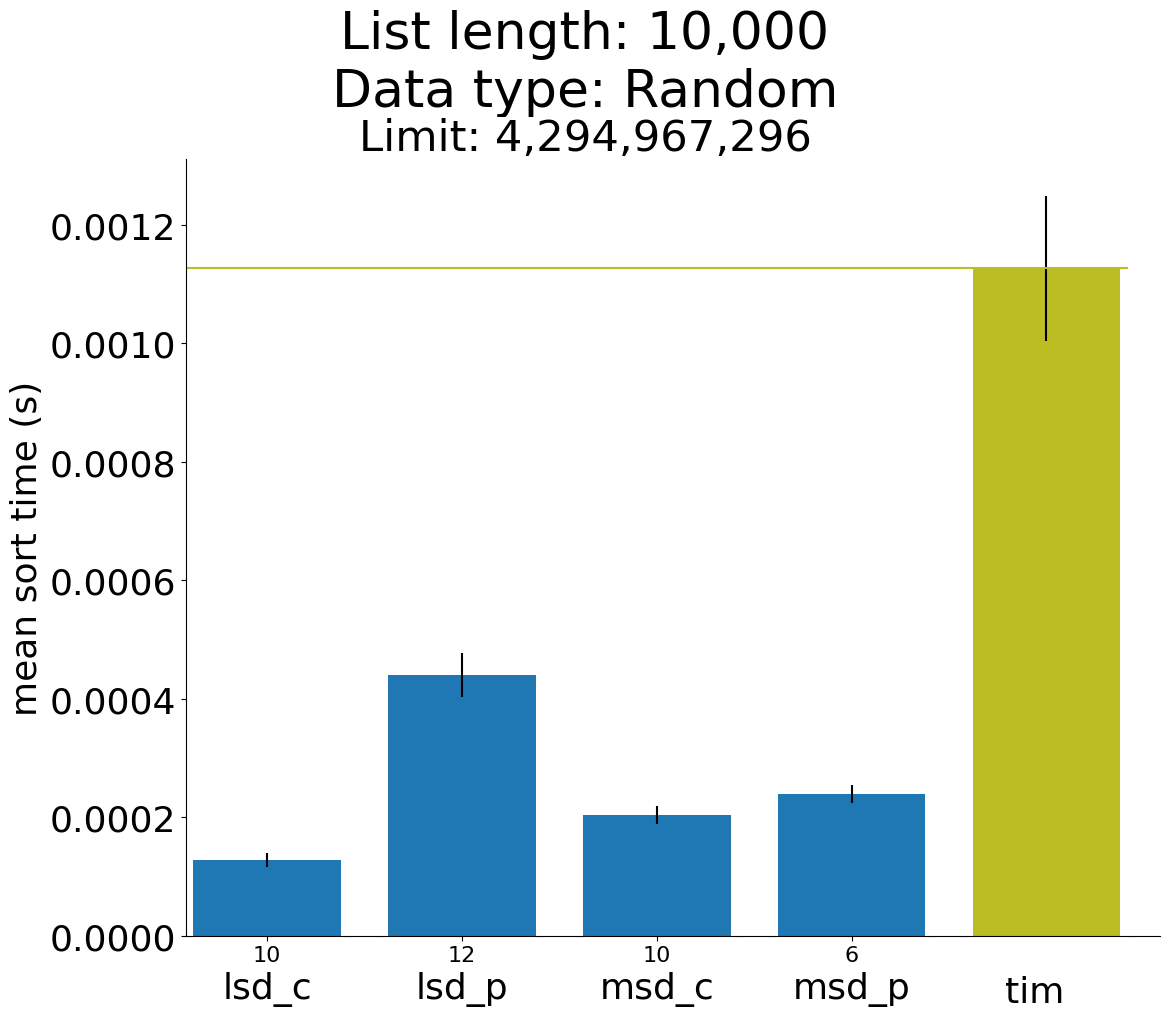 List length: 10,000
Data type: Random
Limit: 4,294,967,296
mean sort time (s)
0.0012
0.0010
0.0008
0.0006
0.0004
0.0002
0.0000
10 12 10 6
lsd_c lsd_p msd_c msd_p tim